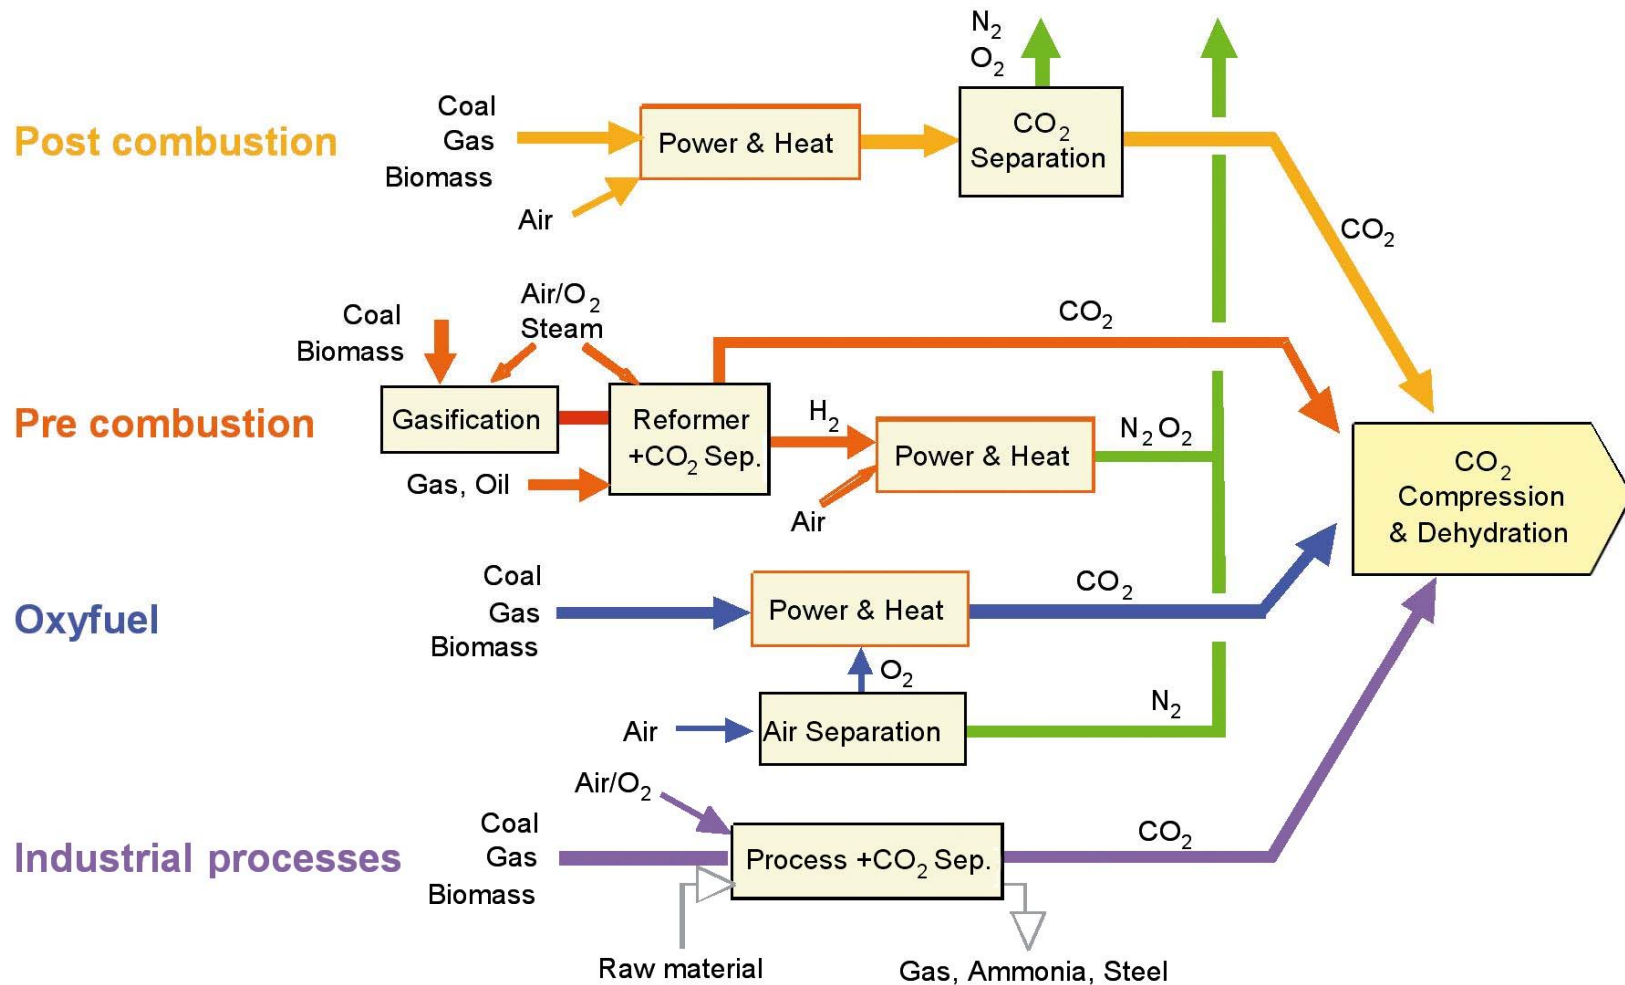 N2
O2
Coal
Gas
Biomass
Post combustion
Power & Heat
CO2
Separation
Air
CO2
Air/O2
Steam
Coal
Biomass
CO2
Pre combustion
Gasification
Reformer
+CO2 Sep.
H2
Power & Heat
N2 O2
Gas, Oil
Air
CO2
Compression
& Dehydration
Coal
Gas
Biomass
Oxyfuel
Power & Heat
CO2
O2
Air
Air Separation
N2
Air/O2
Coal
Gas
Biomass
Industrial processes
Process +CO2 Sep.
CO2
Raw material
Gas, Ammonia, Steel